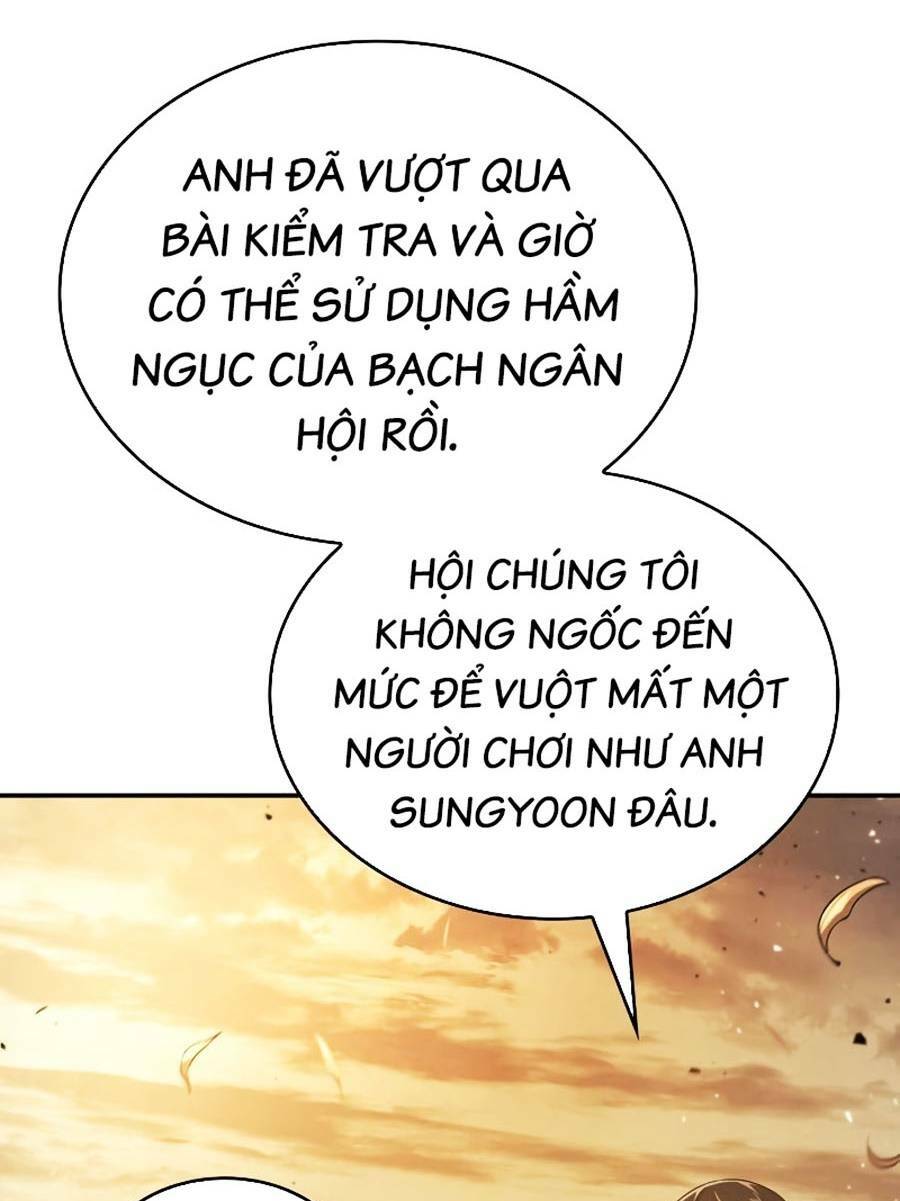 ANH ĐÃ VƯỢT QUA
BÀI KIỂM TRA VÀ GIỜ
CÓ THỂ SỬ DỤNG HẦM
NGỤC CỦA BẠCH NGÂN
HỘI RỒI.
HỘI CHÚNG TÔI
KHÔNG NGỐC ĐẾN
MỨC ĐỂ VUỘT MẤT MỘT
NGƯỜI CHƠI NHƯ ANH
SUNGYOON ĐÂU.